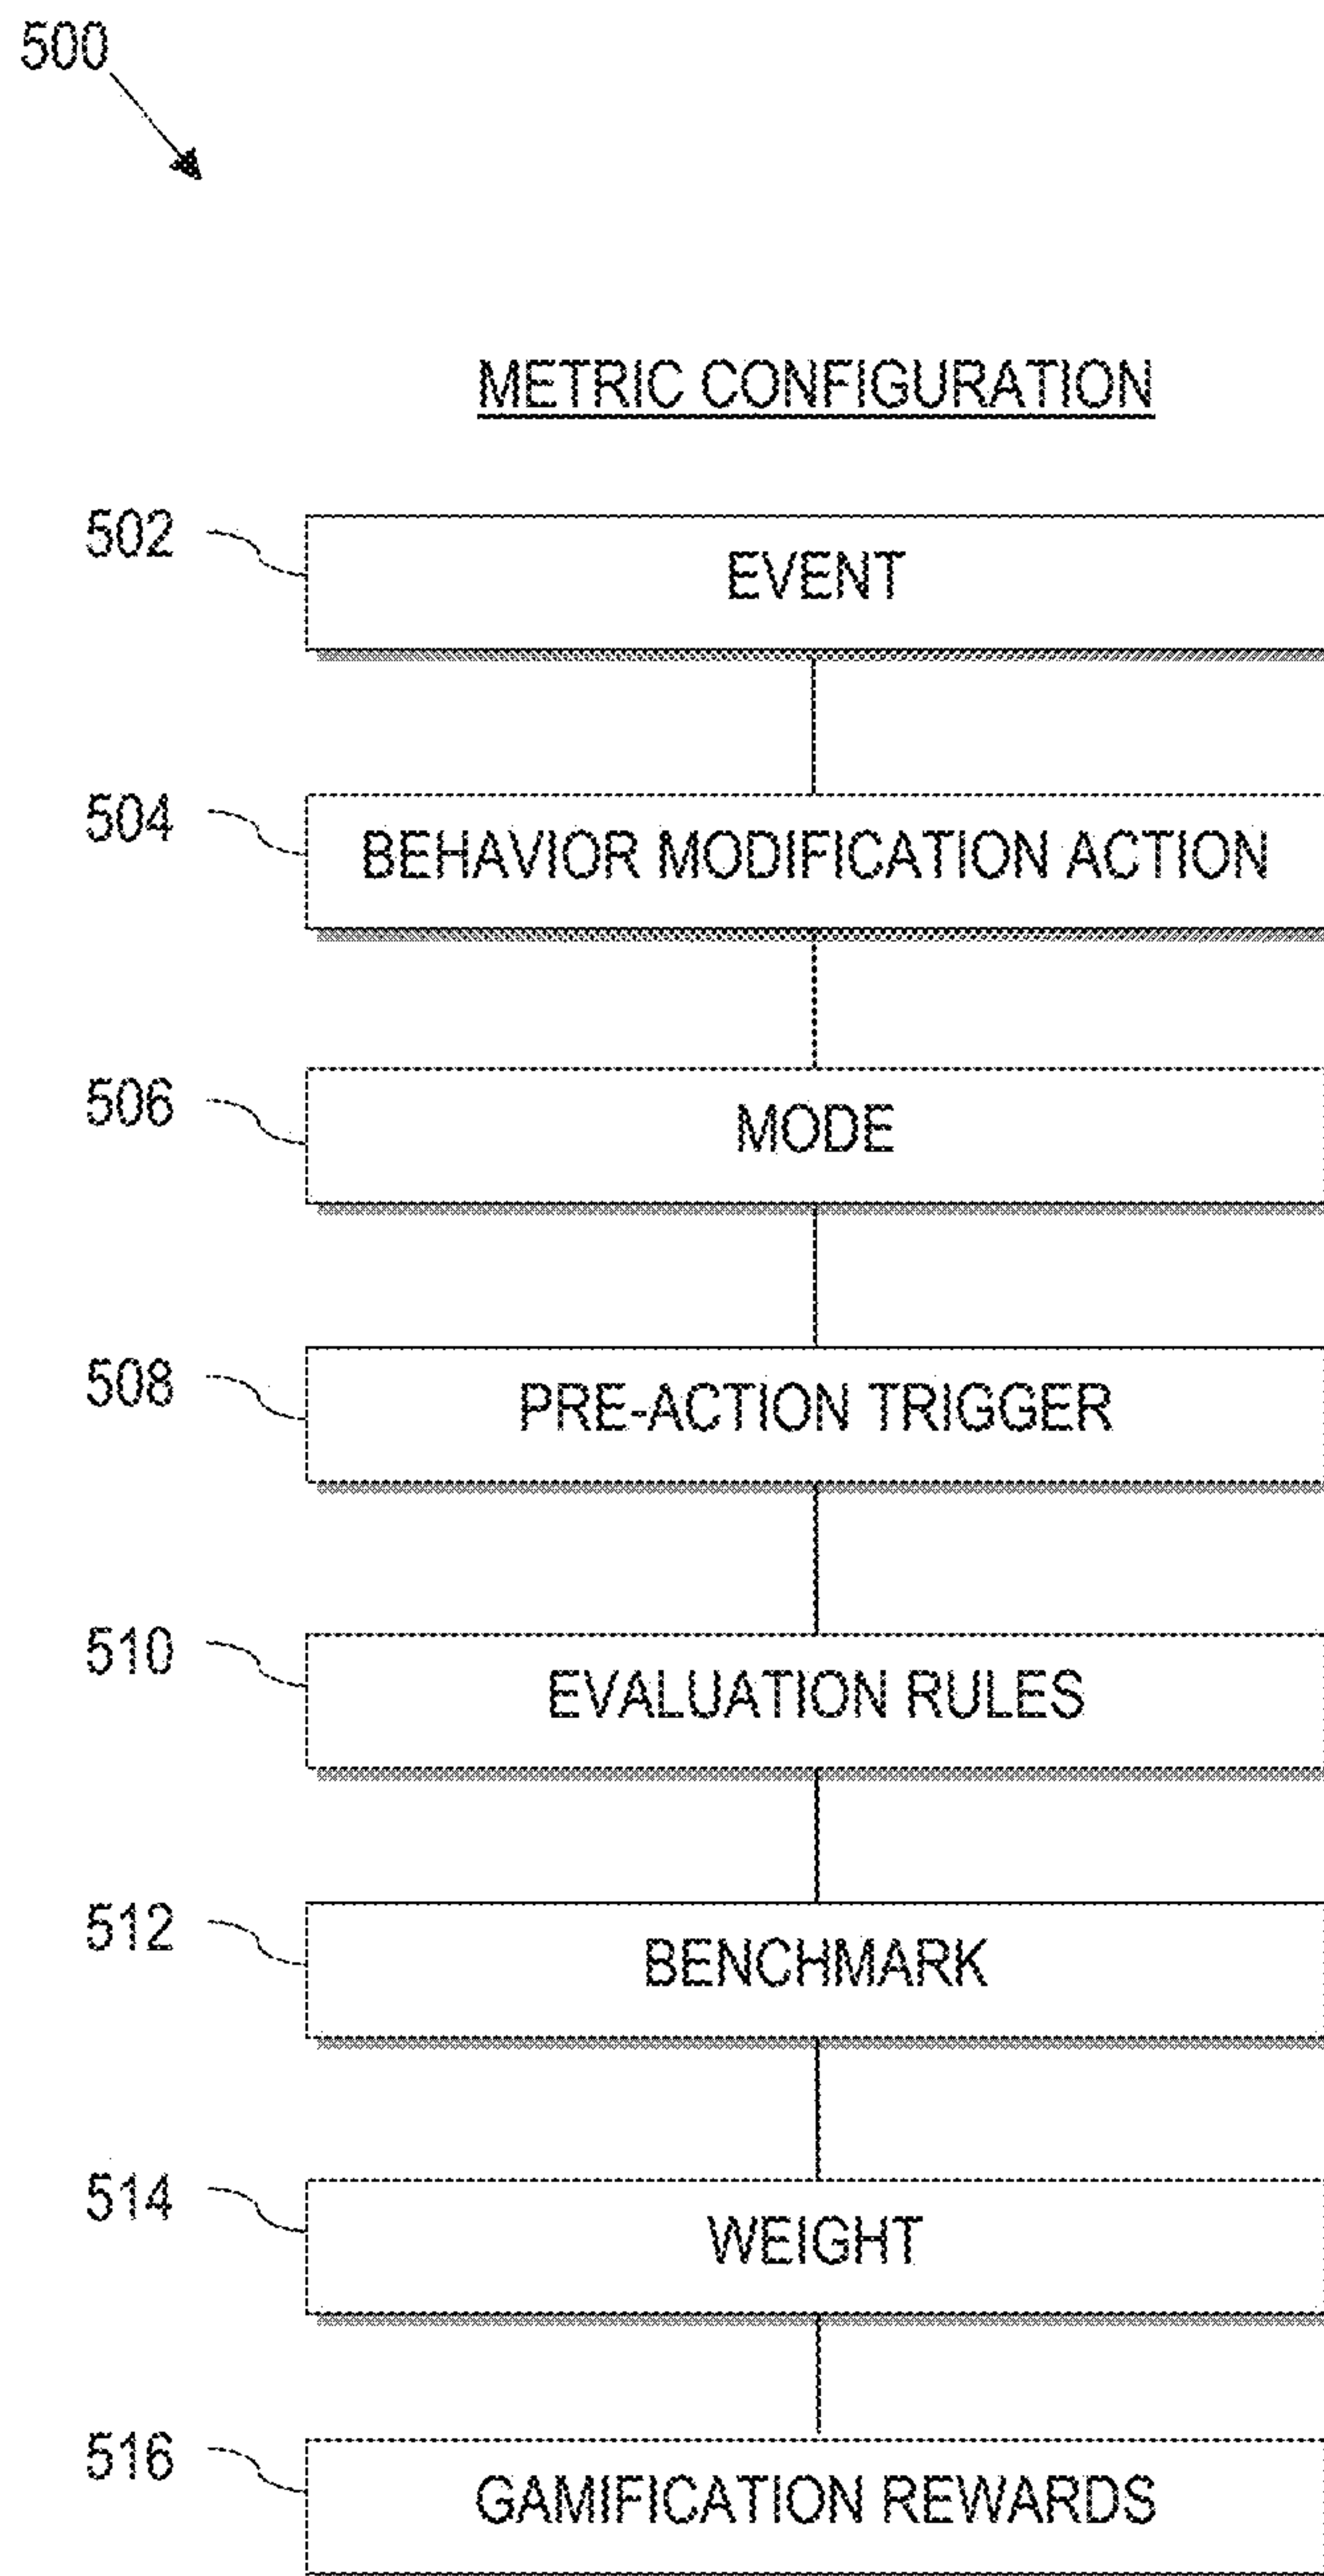 500
METRIC CONFIGURATION
502 EVENT
504 BEHAVIOR MODIFICATION ACTION
506 MODE
508 PRE-ACTION TRIGGER
510 EVALUATION RULES
512 BENCHMARK
514 WEIGHT
516 GAMIFICATION REWARDS